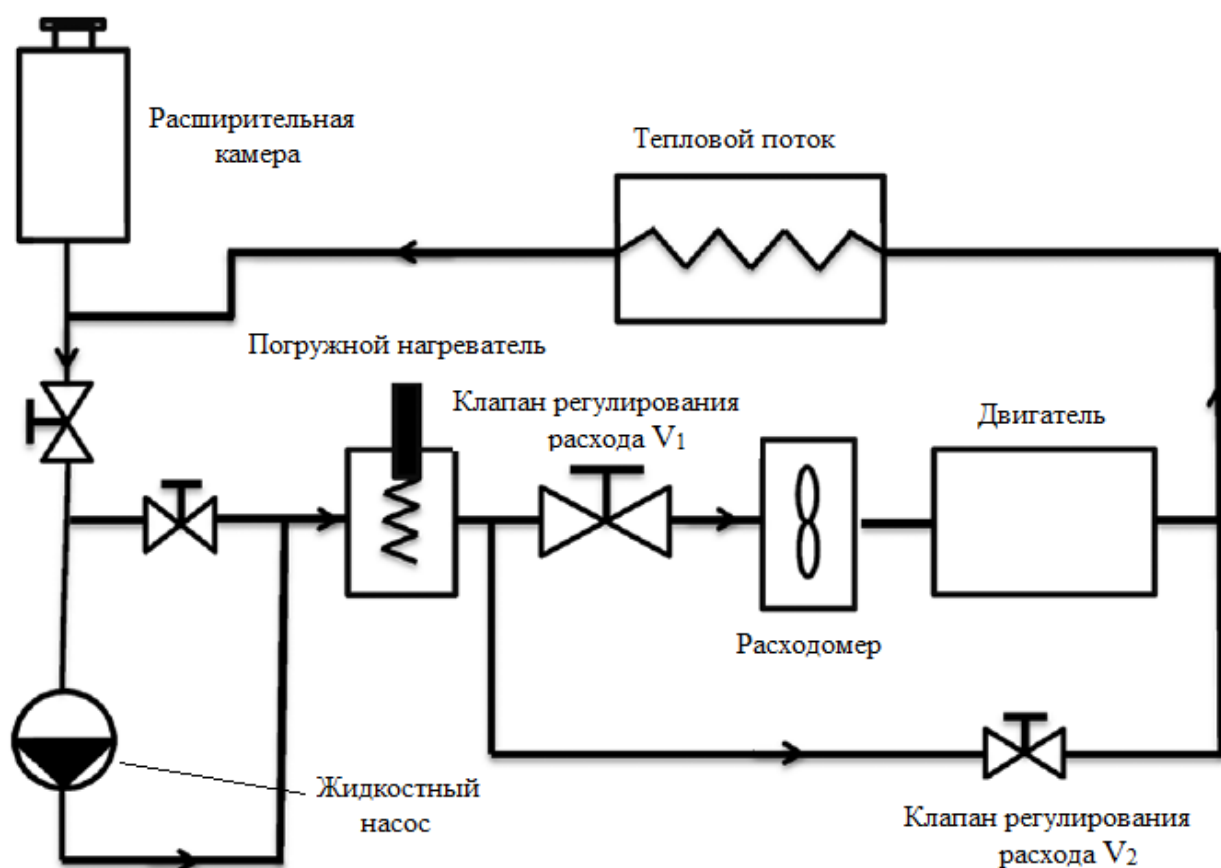 Расширительная
камера
Тепловой поток
Погружной нагреватель
Клапан регулирования
расхода V₁
Двигатель
Расходомер
Жидкостный
насос
Клапан регулирования
расхода V₂